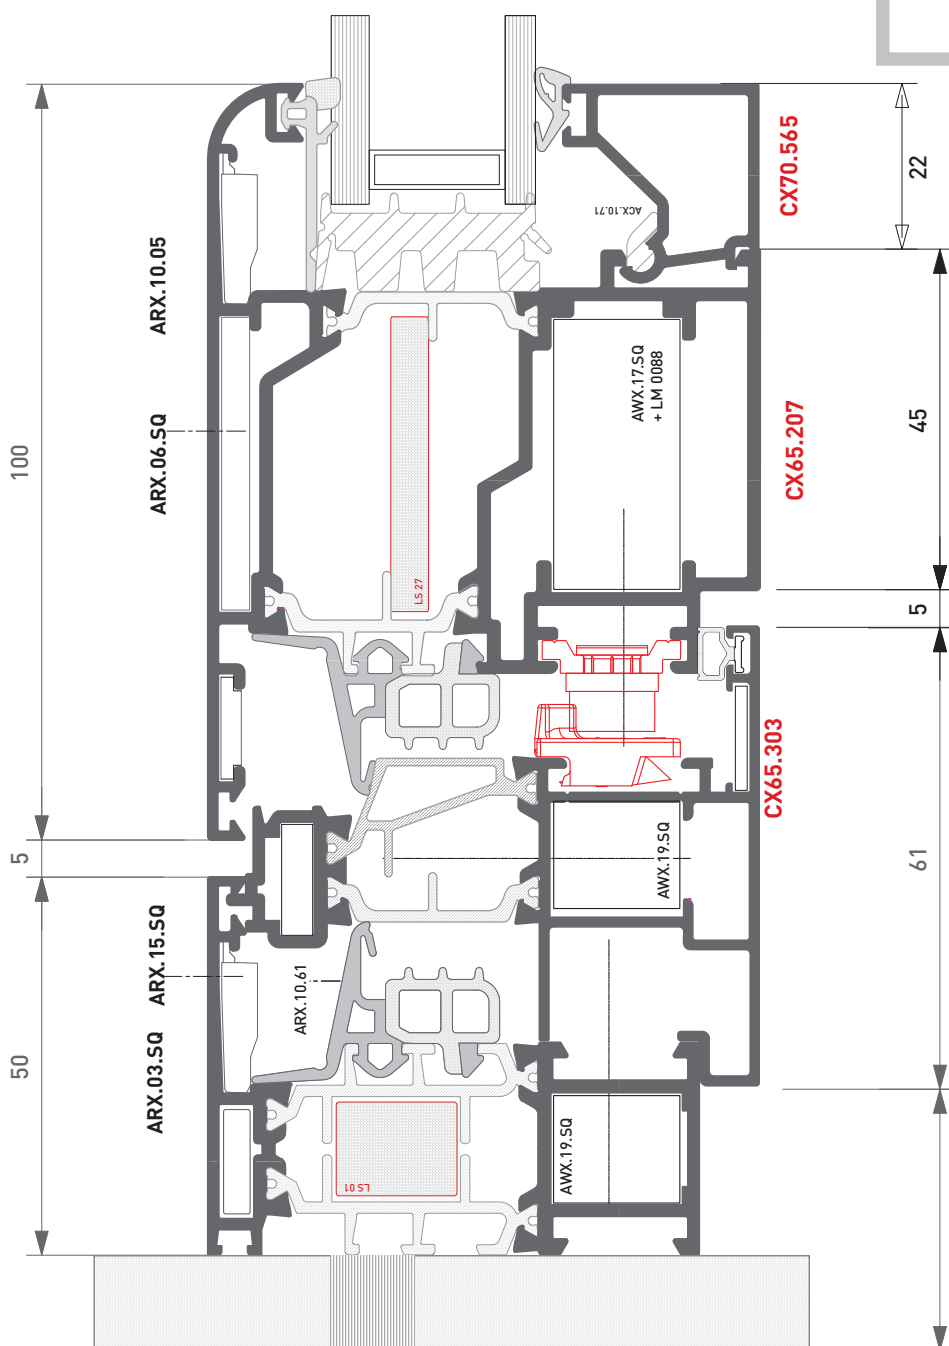 CX70.565
22
ACX.10.71
ARX.10.05
AWX.17.SQ
+ LM 0088
ARX.06.SQ
CX65.207
45
100
LS 27
5
CX65.303
5
AWX.19.SQ
61
ARX.15.SQ
ARX.10.61
ARX.03.SQ
50
AWX.19.SQ
LS 01